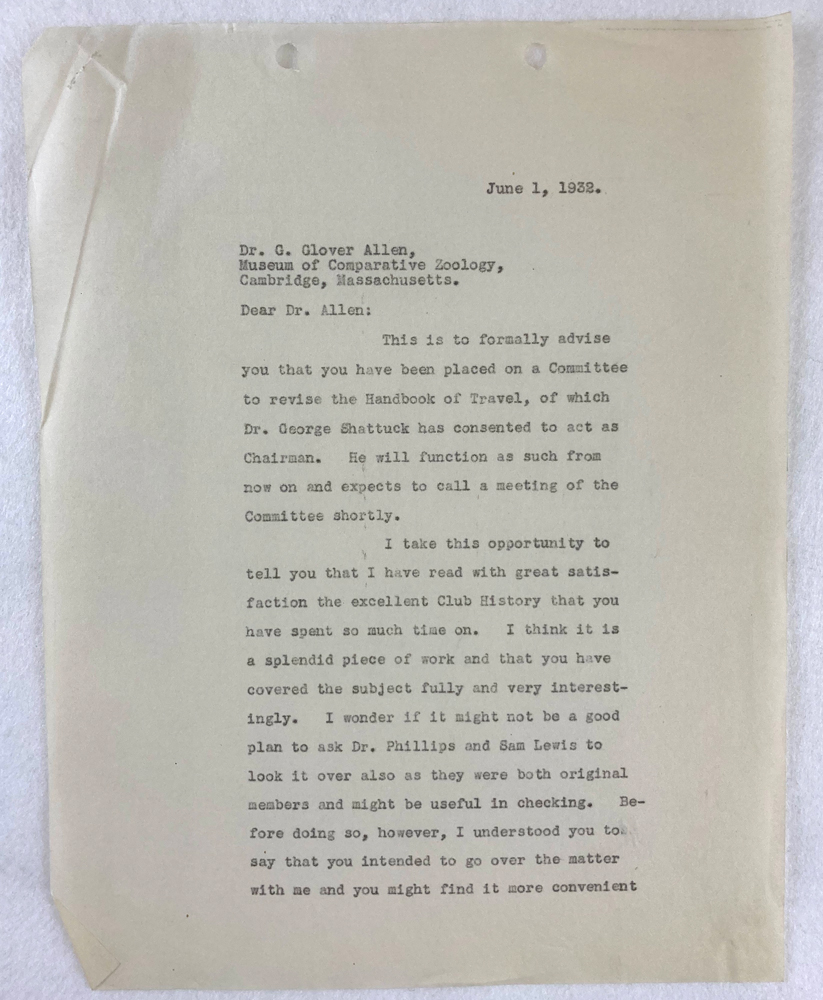 June 1, 1932.
Dr. G. Glover Allen,
Museum of Comparative Zoology,
Cambridge, Massachusetts.
Dear Dr. Allen:
This is to formally advise
you that you have been placed on a Committee
to revise the Handbook of Travel, of which
Dr. George Shattuck has consented to act as
Chairman. He will function as such from
now on and expects to call a meeting of the
Committee shortly.
I take this opportunity to
tell you that I have read with great satis-
faction the excellent Club History that you
have spent so much time on. I think it is
a splendid piece of work and that you have
covered the subject fully and very interest-
ingly. I wonder if it might not be a good
plan to ask Dr. Phillips and Sam Lewis to
look it over also as they were both original
members and might be useful in checking. Be-
fore doing so, however, I understood you to
say that you intended to go over the matter
with me and you might find it more convenient